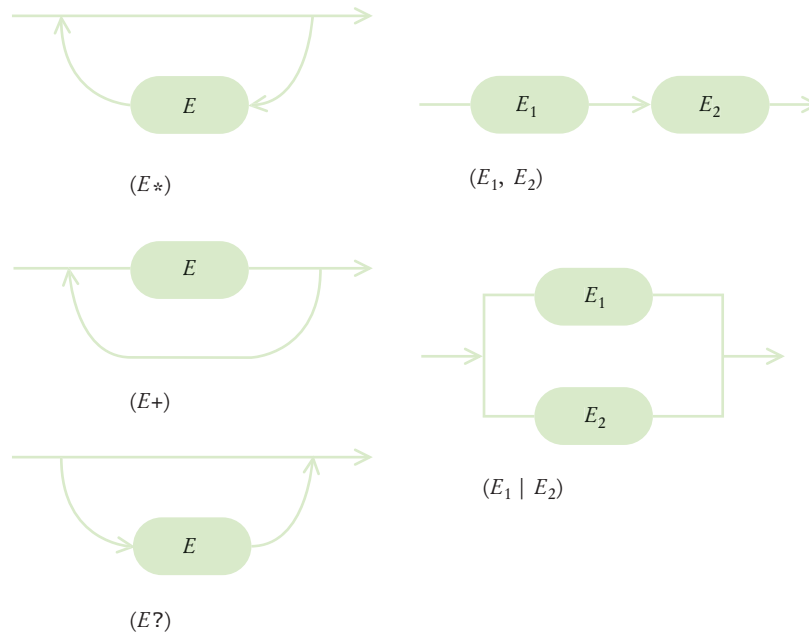 E
(E*)
E
(E+)
E
(E?)
E₁ E₂
(E₁, E₂)
E₁
E₂
(E₁ | E₂)